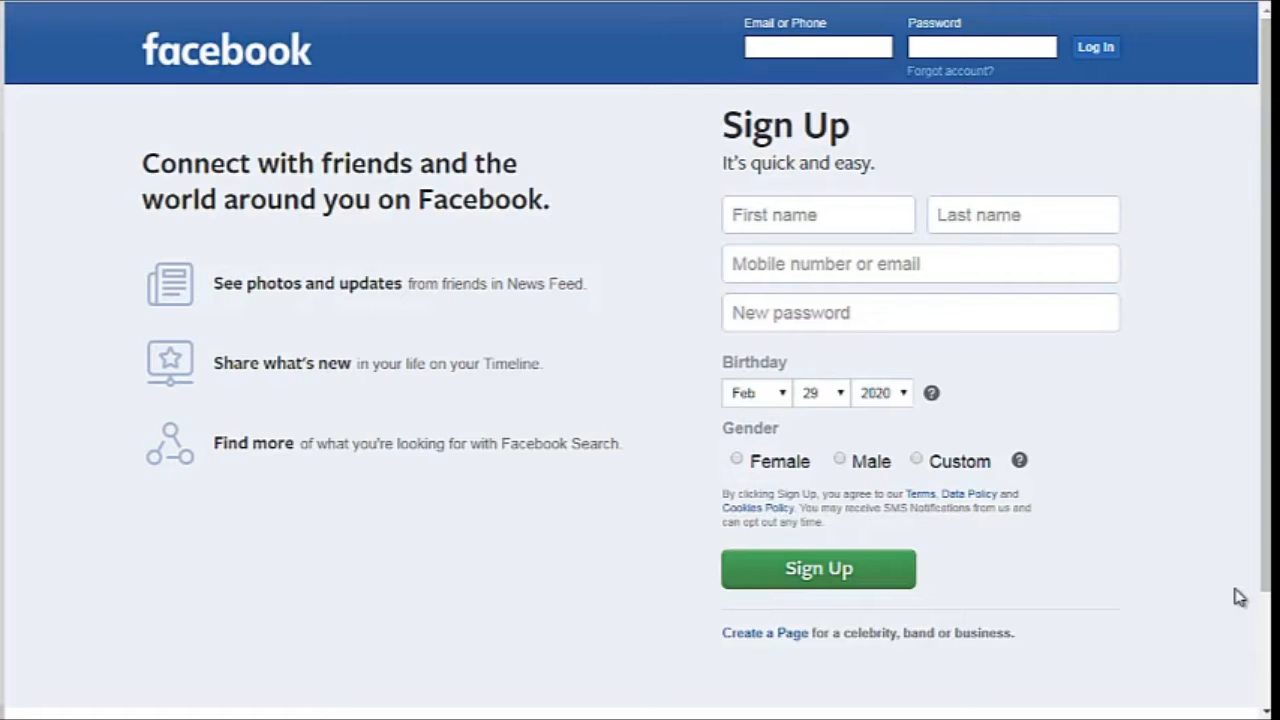 facebook
Email or Phone
Password
Log In
Forgot account?
Connect with friends and the
world around you on Facebook.
See photos and updates from friends in News Feed.
Share what's new in your life on your Timeline.
Find more of what you're looking for with Facebook Search.
Sign Up
It's quick and easy.
First name
Last name
Mobile number or email
New password
Birthday
Feb 29 2020 ?
Gender
Female Male Custom ?
By clicking Sign Up, you agree to our Terms, Data Policy and
Cookies Policy. You may receive SMS Notifications from us and
can opt out any time.
Sign Up
Create a Page for a celebrity, band or business.